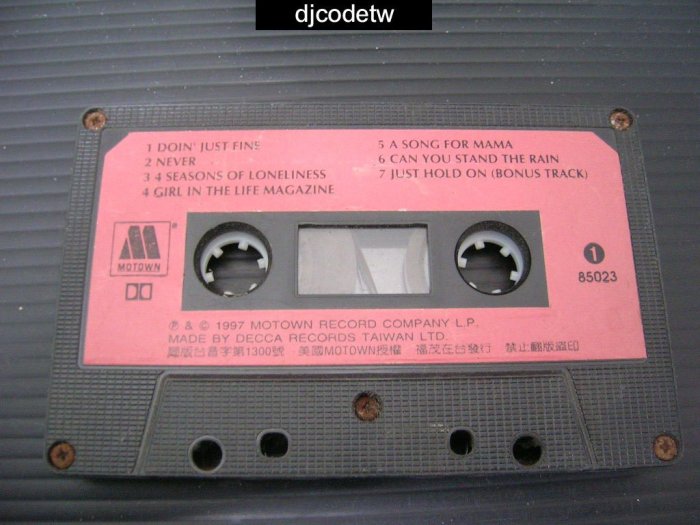 djcodetw
1 DOIN' JUST FINE
2 NEVER
3 4 SEASONS OF LONELINESS
4 GIRL IN THE LIFE MAGAZINE
5 A SONG FOR MAMA
6 CAN YOU STAND THE RAIN
7 JUST HOLD ON (BONUS TRACK)
M
MOTOWN
1
85023
Ⓟ & © 1997 MOTOWN RECORD COMPANY L.P.
MADE BY DECCA RECORDS TAIWAN LTD.
局版台音字第1300號 美國MOTOWN授權 福茂在台發行 禁止翻版盜印